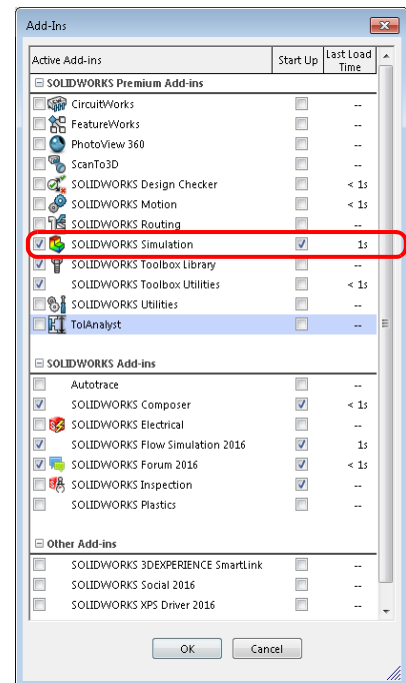 Add-Ins
Active Add-ins Start Up Last Load Time
SOLIDWORKS Premium Add-ins
CircuitWorks --
FeatureWorks --
PhotoView 360 --
ScanTo3D --
SOLIDWORKS Design Checker < 1s
SOLIDWORKS Motion < 1s
SOLIDWORKS Routing --
SOLIDWORKS Simulation 1s
SOLIDWORKS Toolbox Library --
SOLIDWORKS Toolbox Utilities < 1s
SOLIDWORKS Utilities --
TolAnalyst --
SOLIDWORKS Add-ins
Autotrace --
SOLIDWORKS Composer < 1s
SOLIDWORKS Electrical --
SOLIDWORKS Flow Simulation 2016 1s
SOLIDWORKS Forum 2016 < 1s
SOLIDWORKS Inspection --
SOLIDWORKS Plastics --
Other Add-ins
SOLIDWORKS 3DEXPERIENCE SmartLink --
SOLIDWORKS Social 2016 --
SOLIDWORKS XPS Driver 2016 --
OK Cancel